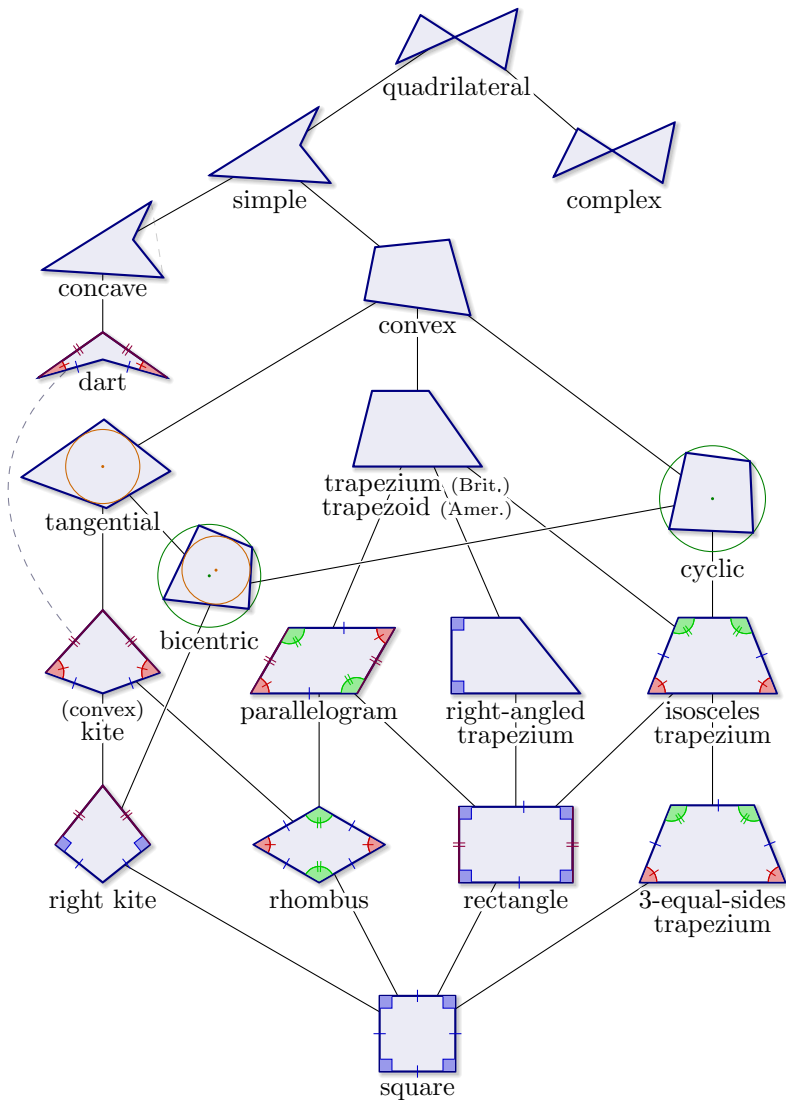 quadrilateral
simple
complex
concave
convex
dart
trapezium (Brit.)
trapezoid (Amer.)
tangential
cyclic
bicentric
(convex)
kite
parallelogram
right-angled
trapezium
isosceles
trapezium
right kite
rhombus
rectangle
3-equal-sides
trapezium
square